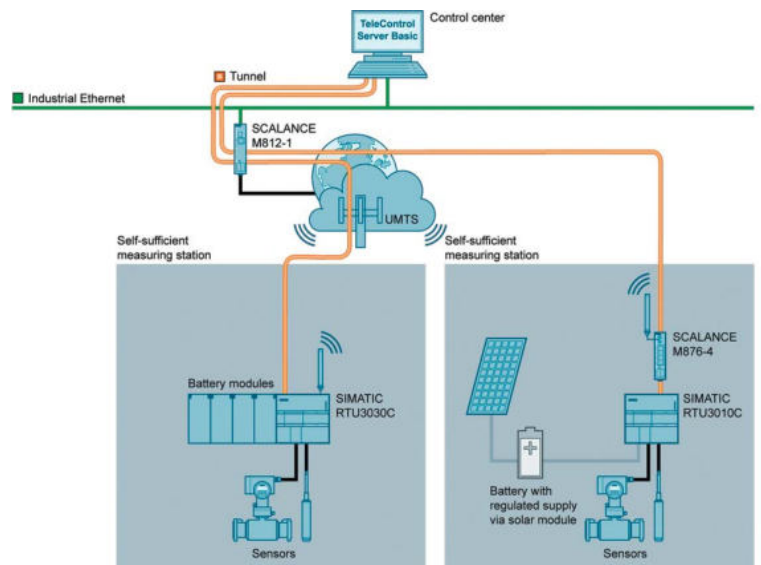 TeleControl
Server Basic
Control center
Tunnel
Industrial Ethernet
SCALANCE
M812-1
UMTS
Self-sufficient
measuring station
Battery modules
SIMATIC
RTU3030C
Sensors
Self-sufficient
measuring station
SCALANCE
M876-4
SIMATIC
RTU3010C
Battery with
regulated supply
via solar module
Sensors